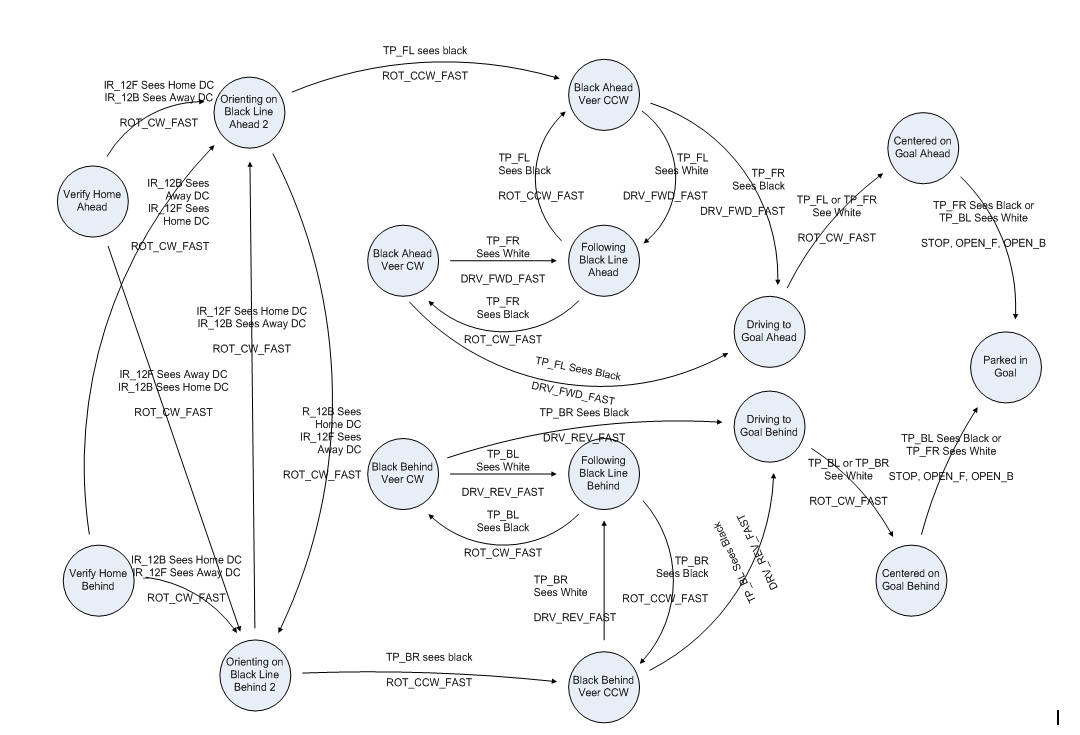 TP_FL sees black
ROT_CCW_FAST
IR_12F Sees Home DC
IR_12B Sees Away DC
ROT_CW_FAST
Orienting on
Black Line
Ahead 2
Black Ahead
Veer CCW
Centered on
Goal Ahead
Verify Home
Ahead
IR_12B Sees
Away DC
IR_12F Sees
Home DC
ROT_CW_FAST
TP_FL
Sees Black
ROT_CCW_FAST
TP_FL
Sees White
DRV_FWD_FAST
TP_FR
Sees Black
DRV_FWD_FAST
TP_FL or TP_FR
See White
ROT_CW_FAST
TP_FR Sees Black or
TP_BL Sees White
STOP, OPEN_F, OPEN_B
Black Ahead
Veer CW
TP_FR
Sees White
DRV_FWD_FAST
Following
Black Line
Ahead
TP_FR
Sees Black
ROT_CW_FAST
IR_12F Sees Home DC
IR_12B Sees Away DC
ROT_CW_FAST
Driving to
Goal Ahead
Parked in
Goal
TP_FL Sees Black
DRV_FWD_FAST
IR_12F Sees Away DC
IR_12B Sees Home DC
ROT_CW_FAST
R_12B Sees
Home DC
IR_12F Sees
Away DC
ROT_CW_FAST
TP_BR Sees Black
DRV_REV_FAST
Driving to
Goal Behind
Black Behind
Veer CW
TP_BL
Sees White
DRV_REV_FAST
Following
Black Line
Behind
TP_BL
Sees Black
ROT_CW_FAST
TP_BL or TP_BR
See White
ROT_CW_FAST
TP_BL Sees Black or
TP_FR Sees White
STOP, OPEN_F, OPEN_B
Verify Home
Behind
IR_12B Sees Home DC
IR_12F Sees Away DC
ROT_CW_FAST
TP_BR
Sees White
DRV_REV_FAST
TP_BR
Sees Black
ROT_CCW_FAST
TP_BL Sees Black
DRV_REV_FAST
Centered on
Goal Behind
Orienting on
Black Line
Behind 2
TP_BR sees black
ROT_CCW_FAST
Black Behind
Veer CCW